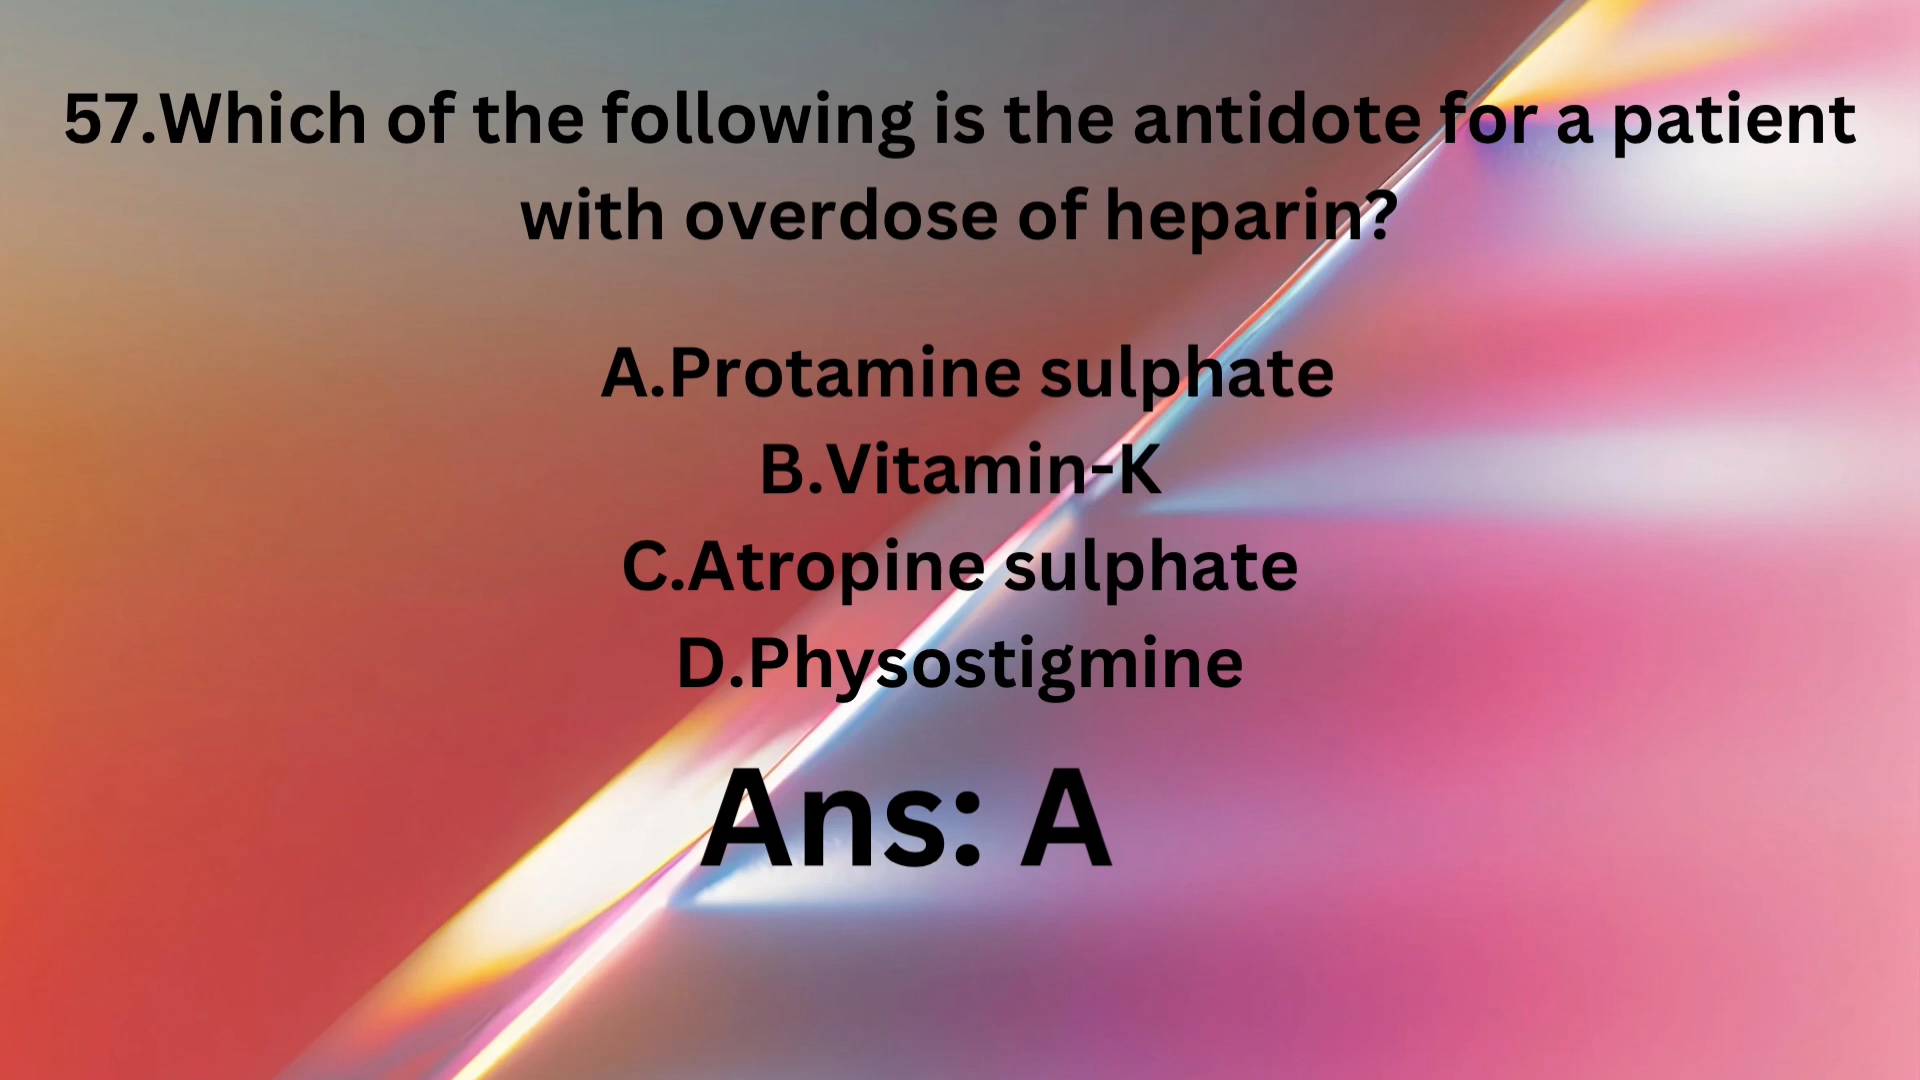 57.Which of the following is the antidote for a patient
with overdose of heparin?
A.Protamine sulphate
B.Vitamin-K
C.Atropine sulphate
D.Physostigmine
Ans: A